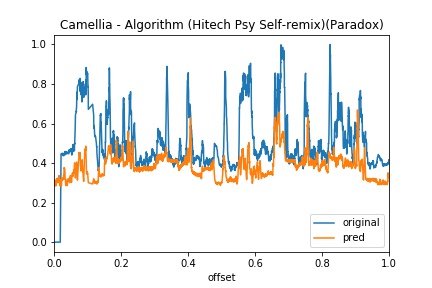 Camellia - Algorithm (Hitech Psy Self-remix)(Paradox)
1.0
0.8
0.6
0.4
0.2
0.0
0.0 0.2 0.4 0.6 0.8 1.0
offset
original
pred